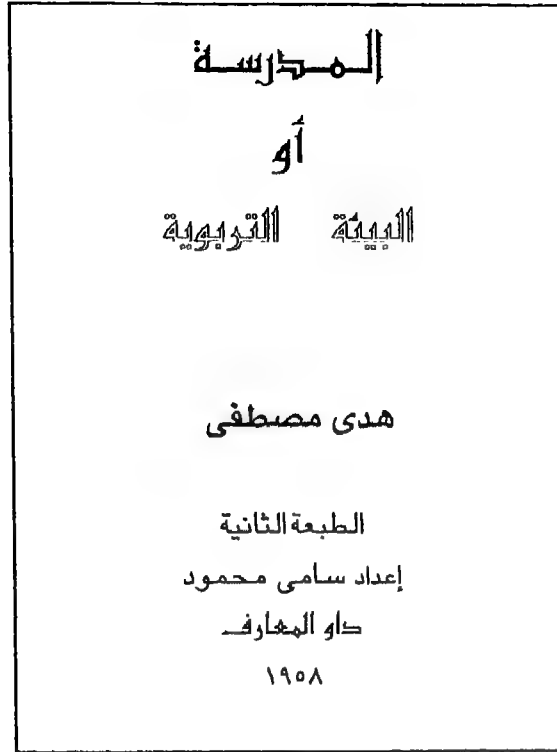 المدرسة
أو
البيئة التربوية
هدى مصطفى
الطبعة الثانية
إعداد سامى محمود
داو المعارف
١٩٥٨